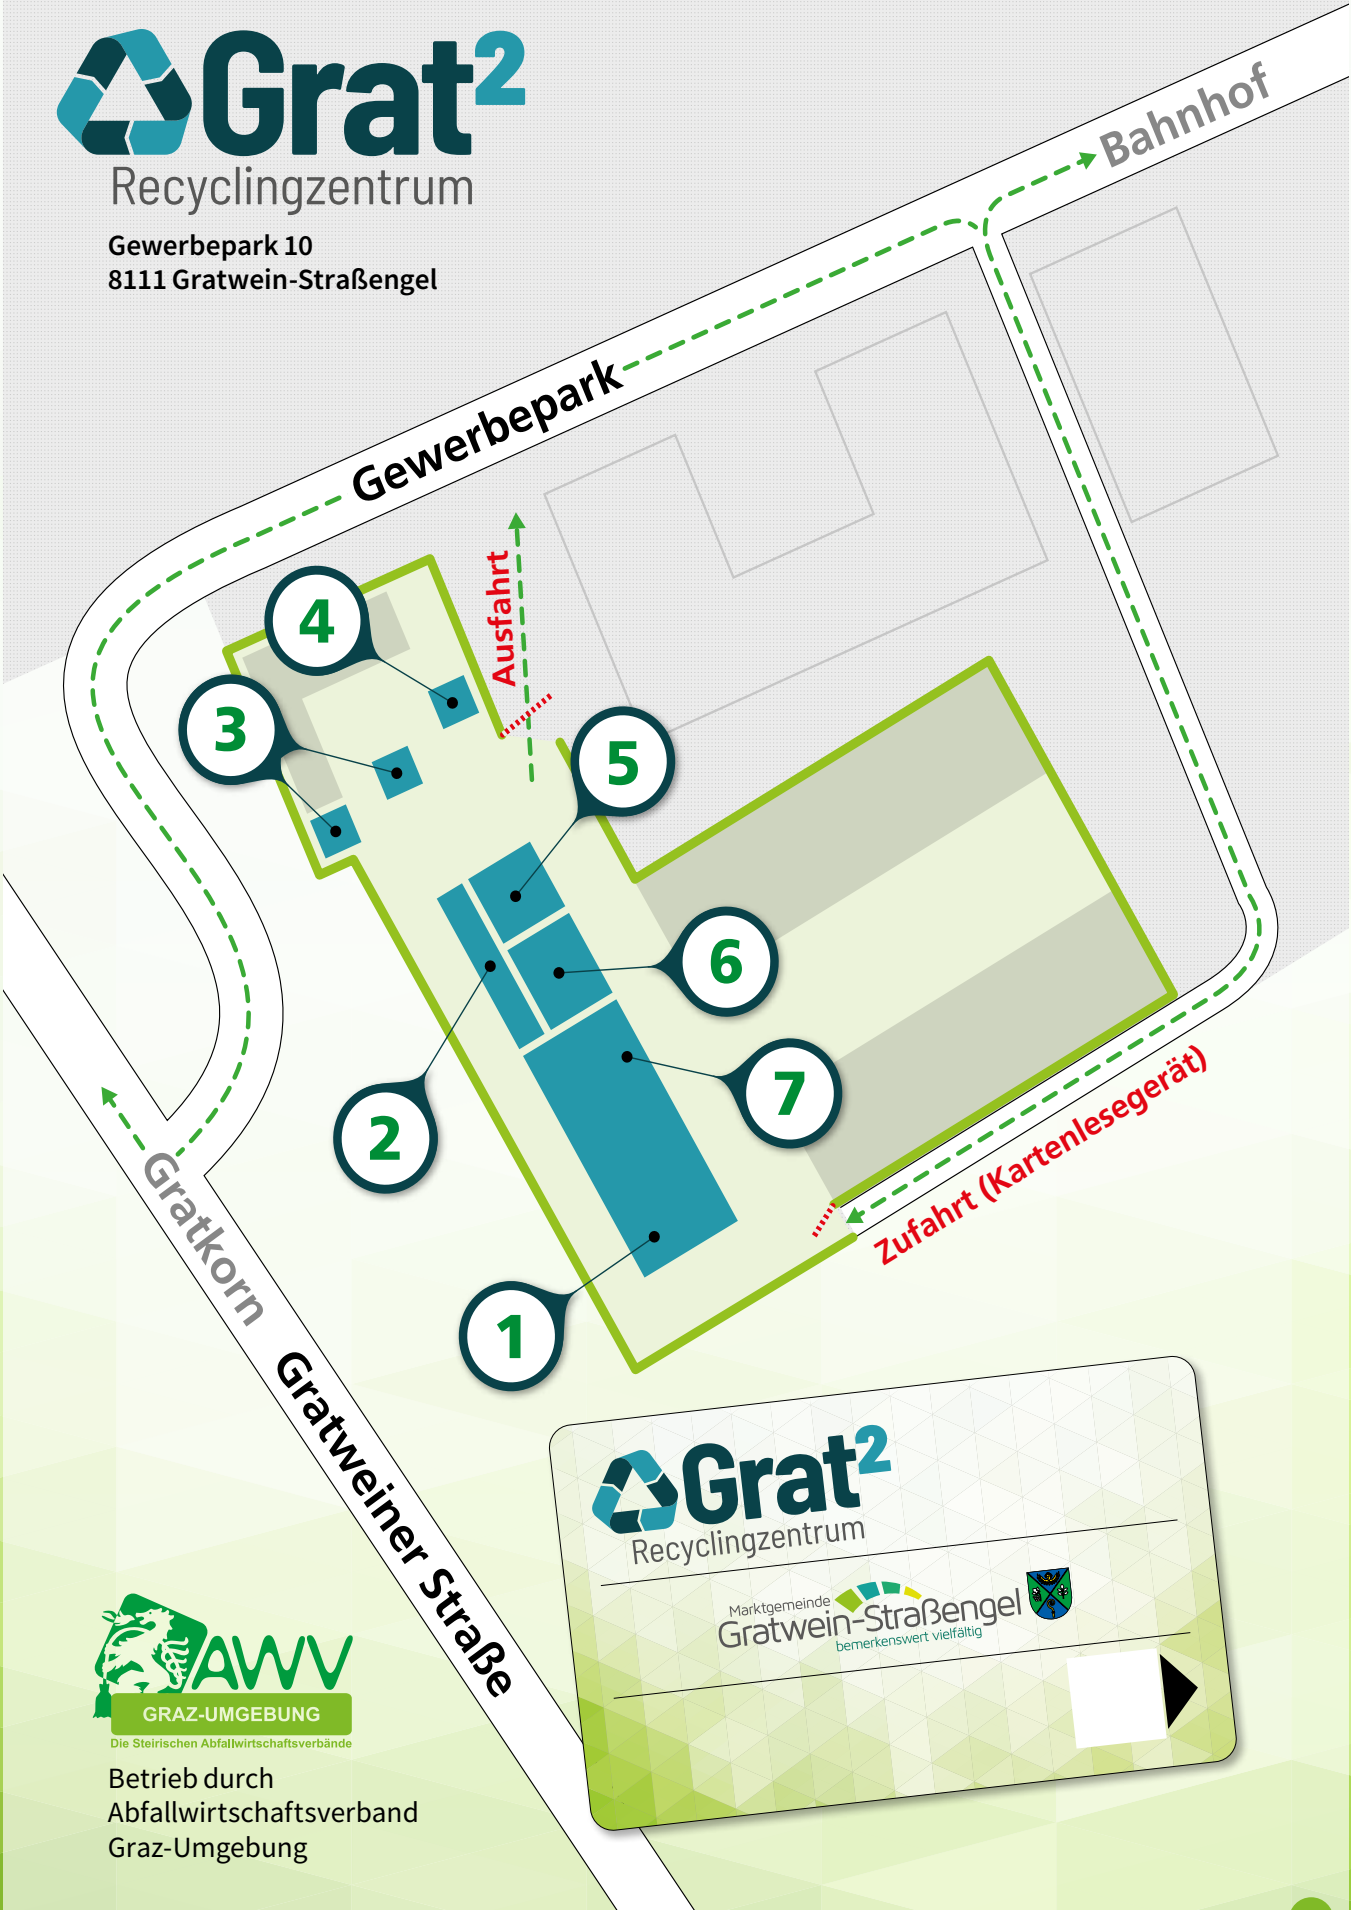 Grat²
Recyclingzentrum
Gewerbepark 10
8111 Gratwein-Straßengel
Bahnhof
Gewerbepark
Ausfahrt
4
3
5
6
2
7
1
Zufahrt (Kartenlesegerät)
Gratkorn
Gratweiner Straße
Grat²
Recyclingzentrum
Marktgemeinde
Gratwein-Straßengel
bemerkenswert vielfältig
AWV
GRAZ-UMGEBUNG
Die Steirischen Abfallwirtschaftsverbände
Betrieb durch
Abfallwirtschaftsverband
Graz-Umgebung